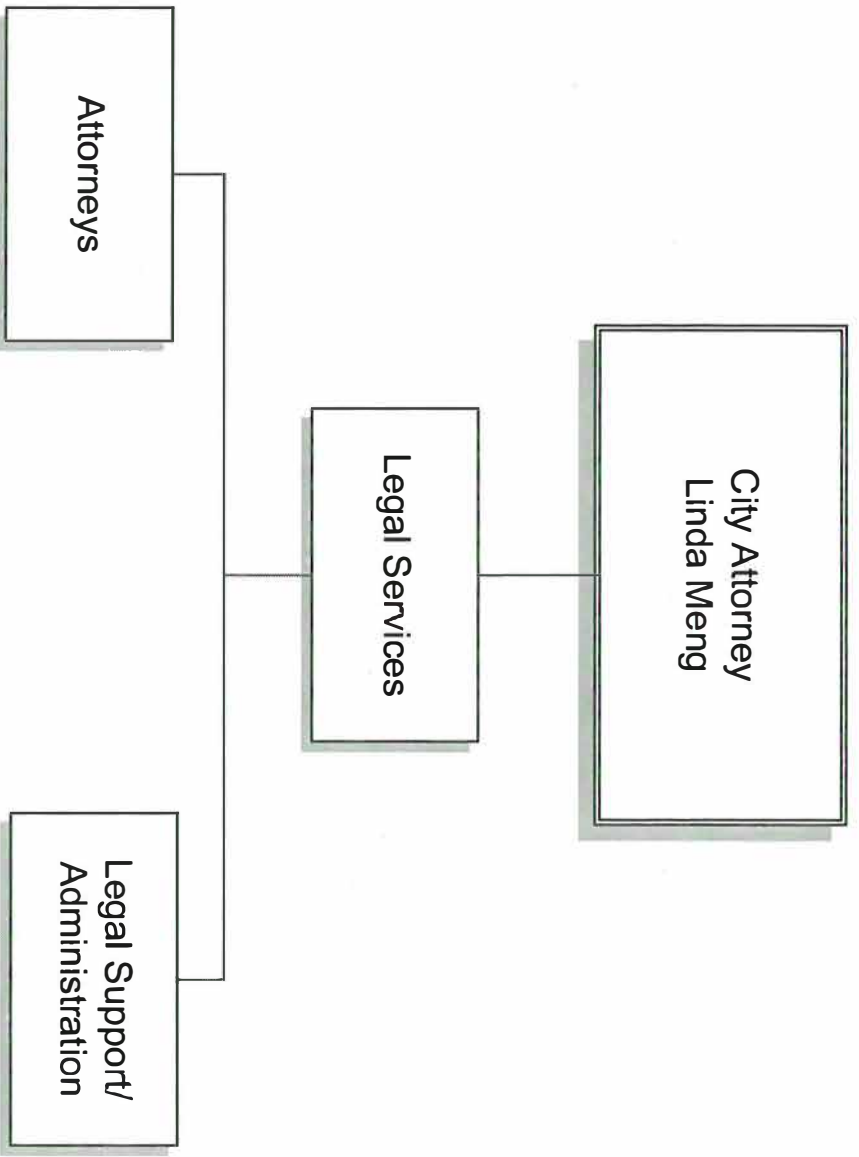 City Attorney
Linda Meng
Legal Services
Attorneys
Legal Support/
Administration